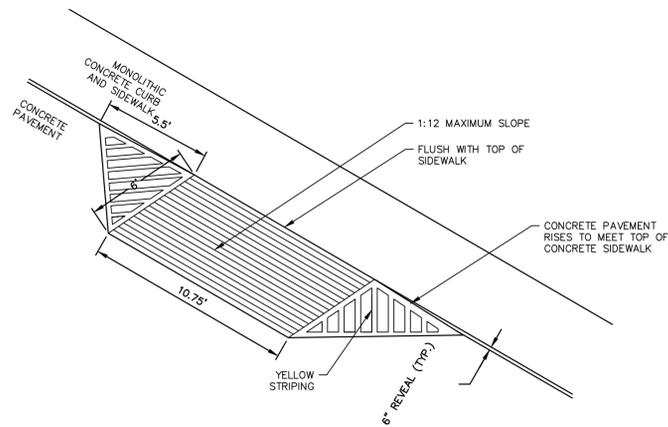 MONOLITHIC
CONCRETE CURB
AND SIDEWALK
CONCRETE
PAVEMENT
5.5'
6'
1:12 MAXIMUM SLOPE
FLUSH WITH TOP OF
SIDEWALK
CONCRETE PAVEMENT
RISES TO MEET TOP OF
CONCRETE SIDEWALK
10.75'
YELLOW
STRIPING
6" REVEAL (TYP.)